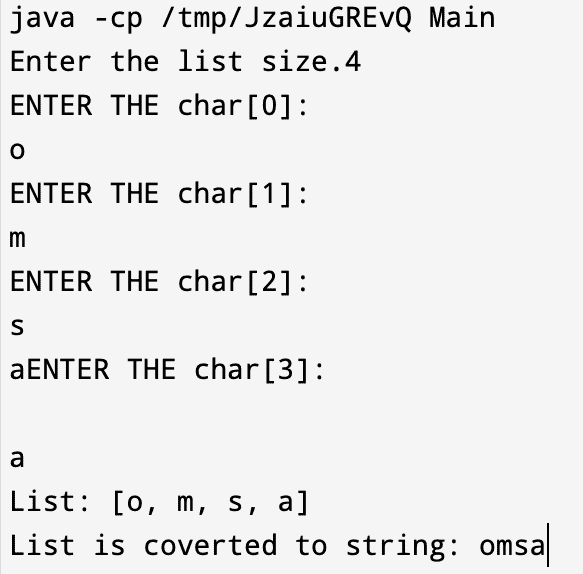 java -cp /tmp/JzaiuGREvQ Main
Enter the list size.4
ENTER THE char[0]:
o
ENTER THE char[1]:
m
ENTER THE char[2]:
s
aENTER THE char[3]:
a
List: [o, m, s, a]
List is coverted to string: omsa